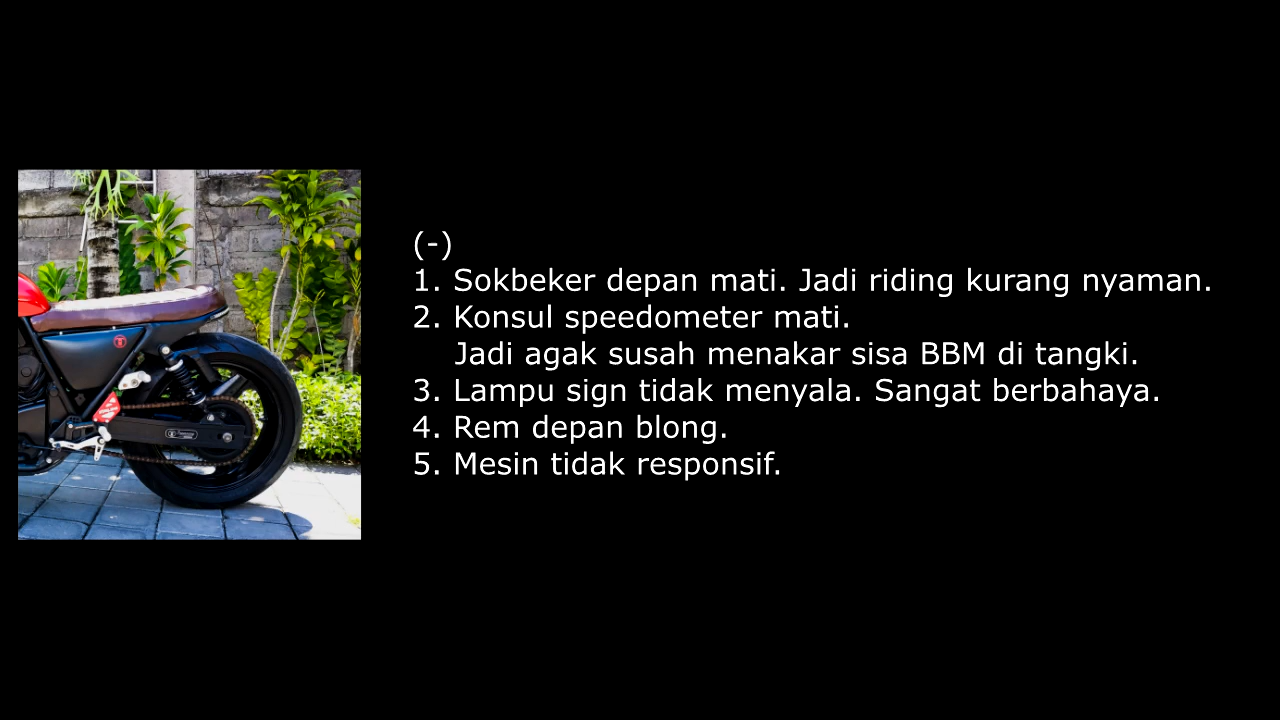 (-)
1. Sokbeker depan mati. Jadi riding kurang nyaman.
2. Konsul speedometer mati.
Jadi agak susah menakar sisa BBM di tangki.
3. Lampu sign tidak menyala. Sangat berbahaya.
4. Rem depan blong.
5. Mesin tidak responsif.